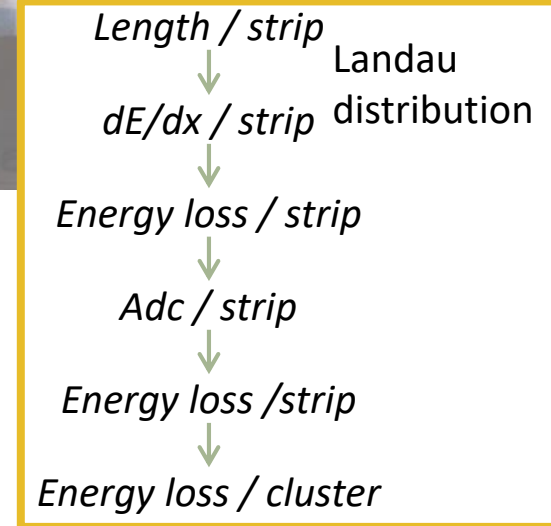 Length / strip
Landau
distribution
dE/dx / strip
Energy loss / strip
Adc / strip
Energy loss /strip
Energy loss / cluster